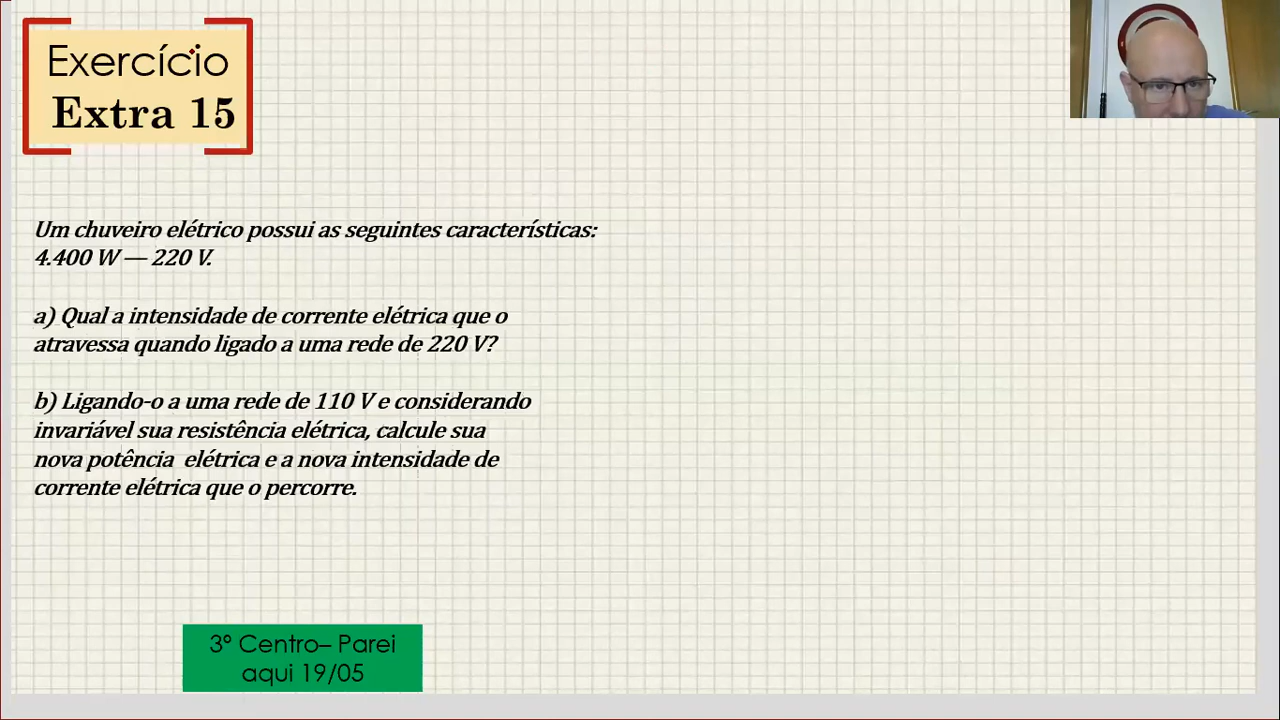 Exercício
Extra 15
Um chuveiro elétrico possui as seguintes características:
4.400 W — 220 V.
a) Qual a intensidade de corrente elétrica que o
atravessa quando ligado a uma rede de 220 V?
b) Ligando-o a uma rede de 110 V e considerando
invariável sua resistência elétrica, calcule sua
nova potência elétrica e a nova intensidade de
corrente elétrica que o percorre.
3º Centro– Parei
aqui 19/05